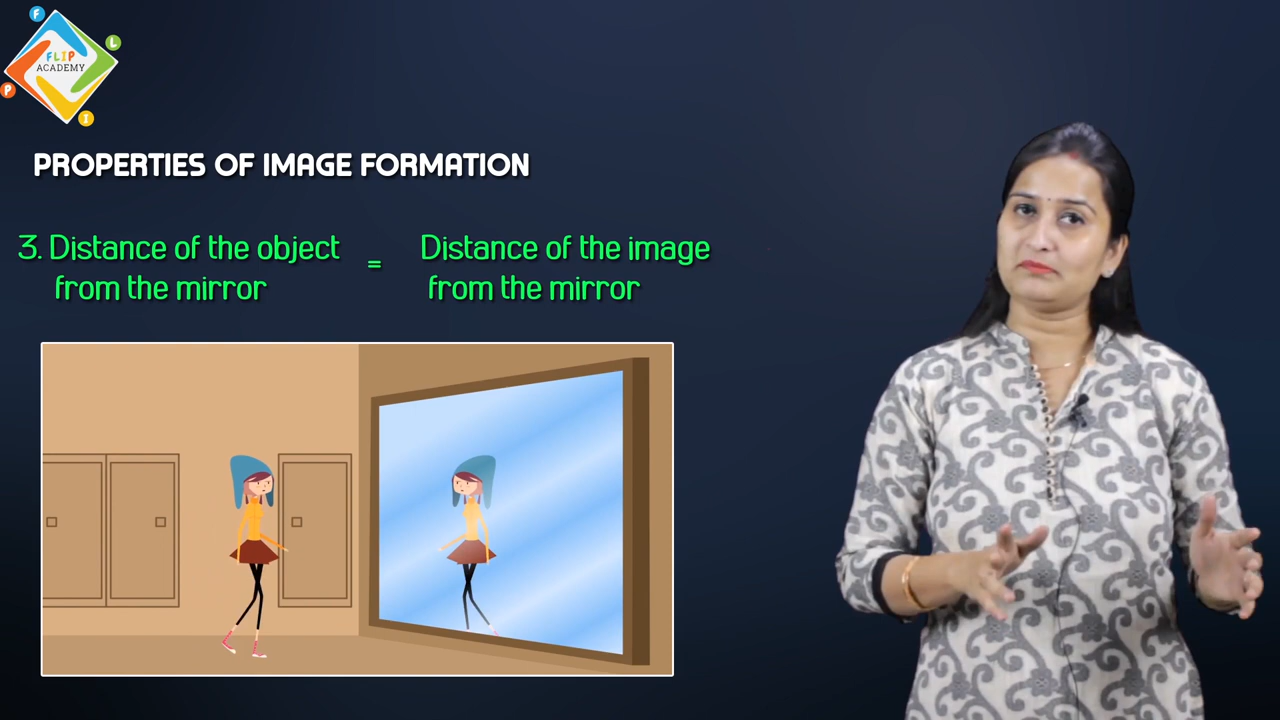 F
L
FLIP
ACADEMY
P
I
PROPERTIES OF IMAGE FORMATION
3. Distance of the object = Distance of the image
from the mirror from the mirror